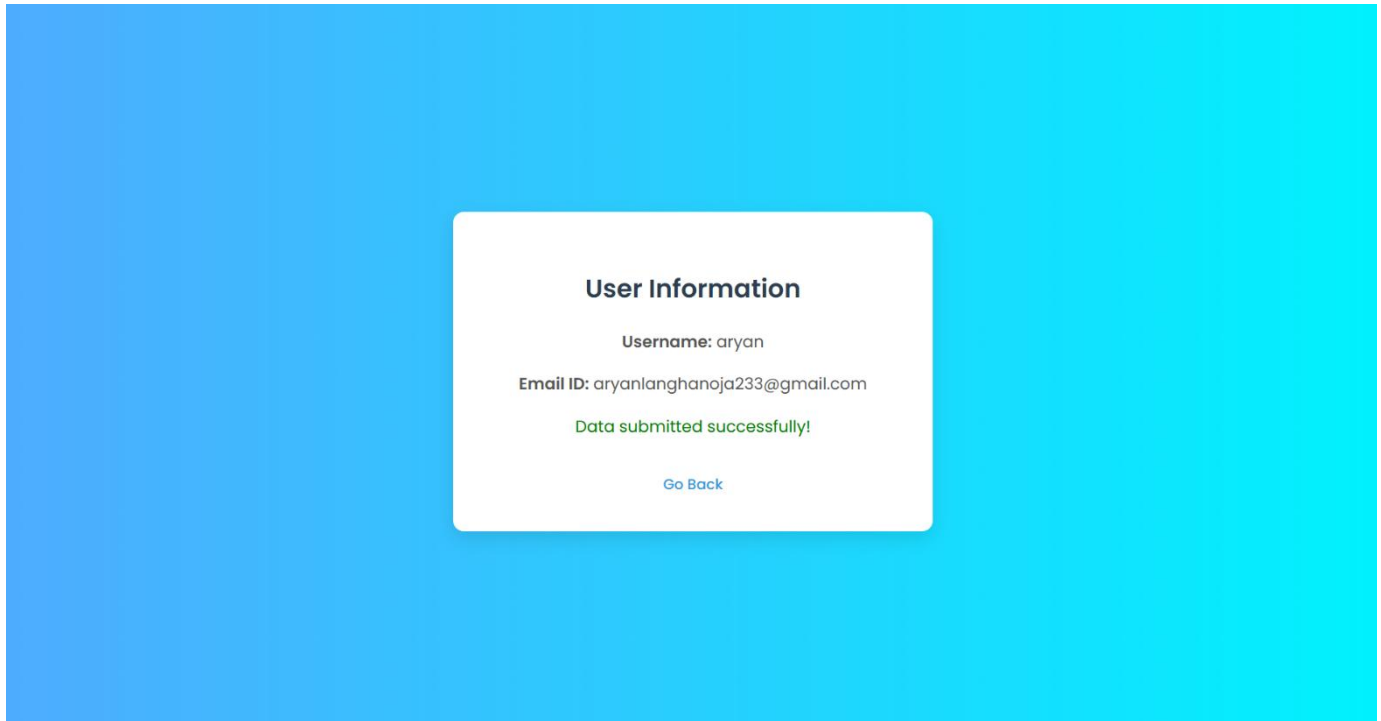 User Information
Username: aryan
Email ID: aryanlanghanoja233@gmail.com
Data submitted successfully!
Go Back